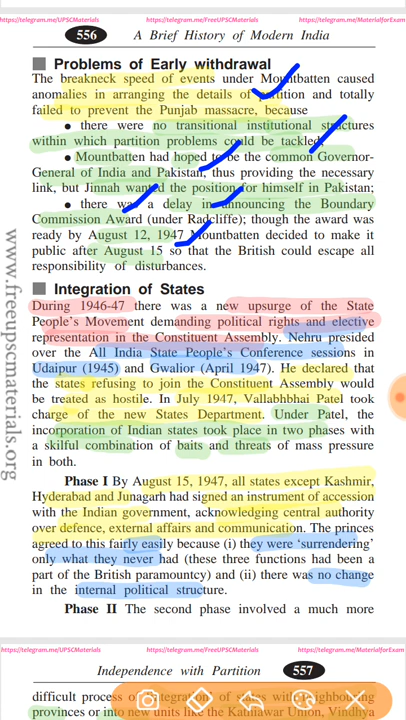 https://telegram.me/UPSCMaterials https://telegram.me/FreeUPSCMaterials https://telegram.me/MaterialforExam
556 A Brief History of Modern India
Problems of Early withdrawal
The breakneck speed of events under Mountbatten caused
anomalies in arranging the details of partition and totally
failed to prevent the Punjab massacre, because
● there were no transitional institutional structures
within which partition problems could be tackled;
● Mountbatten had hoped to be the common Governor-
General of India and Pakistan, thus providing the necessary
link, but Jinnah wanted the position for himself in Pakistan;
● there was a delay in announcing the Boundary
Commission Award (under Radcliffe); though the award was
ready by August 12, 1947 Mountbatten decided to make it
public after August 15 so that the British could escape all
responsibility of disturbances.
Integration of States
During 1946-47 there was a new upsurge of the State
People's Movement demanding political rights and elective
representation in the Constituent Assembly. Nehru presided
over the All India State People's Conference sessions in
Udaipur (1945) and Gwalior (April 1947). He declared that
the states refusing to join the Constituent Assembly would
be treated as hostile. In July 1947, Vallabhbhai Patel took
charge of the new States Department. Under Patel, the
incorporation of Indian states took place in two phases with
a skilful combination of baits and threats of mass pressure
in both.
Phase I By August 15, 1947, all states except Kashmir,
Hyderabad and Junagarh had signed an instrument of accession
with the Indian government, acknowledging central authority
over defence, external affairs and communication. The princes
agreed to this fairly easily because (i) they were 'surrendering'
only what they never had (these three functions had been a
part of the British paramountcy) and (ii) there was no change
in the internal political structure.
Phase II The second phase involved a much more
www.freeupscmaterials.org
https://telegram.me/UPSCMaterials https://telegram.me/FreeUPSCMaterials https://telegram.me/MaterialforExam
Independence with Partition 557
difficult process of integration of states with neighbouring
provinces or into new units like the Kathiawar Union, Vindhya